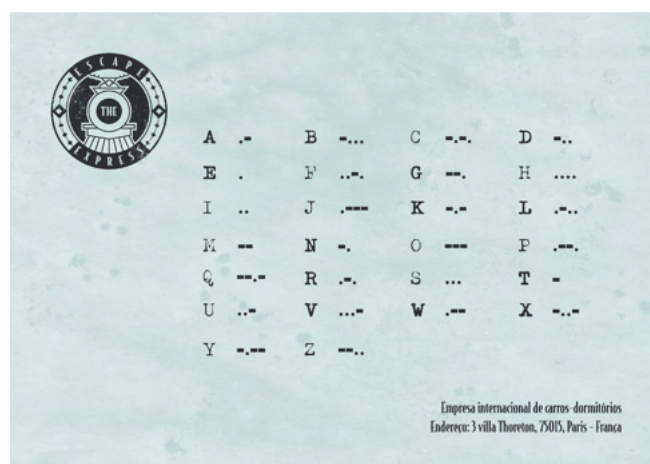 ESCAPE
THE
EXPRESS
A .- B -... C -.-. D -..
E . F ..-. G --. H ....
I .. J .--- K -.- L .-..
M -- N -. O --- P .--.
Q --.- R .-. S ... T -
U ..- V ...- W .-- X -..-
Y -.-- Z --..
Empresa internacional de carros-dormitórios
Endereço: 3 villa Thoreton, 75015, Paris - França